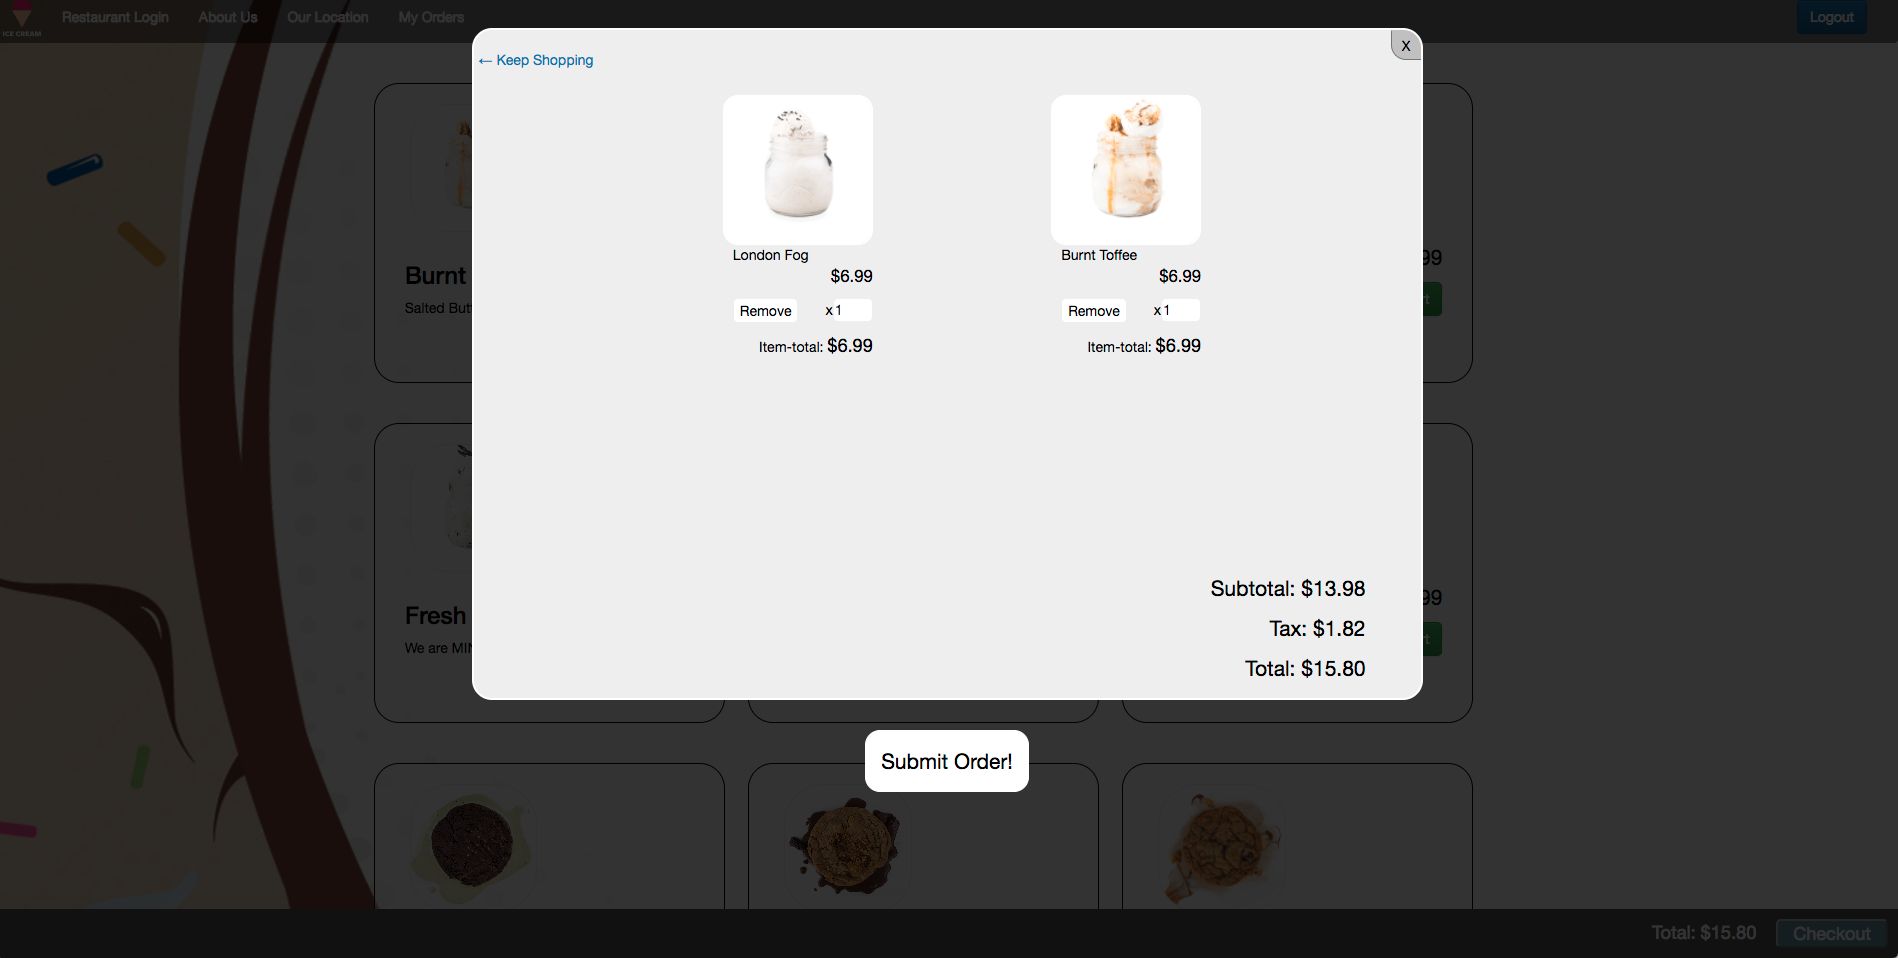 ICE CREAM
Restaurant Login About Us Our Location My Orders Logout
X
← Keep Shopping
London Fog
$6.99
Remove x 1
Item-total: $6.99
Burnt Toffee
$6.99
Remove x 1
Item-total: $6.99
Subtotal: $13.98
Tax: $1.82
Total: $15.80
Submit Order!
Burnt
Salted But
99
t
Fresh
We are MIN
99
t
Total: $15.80 Checkout